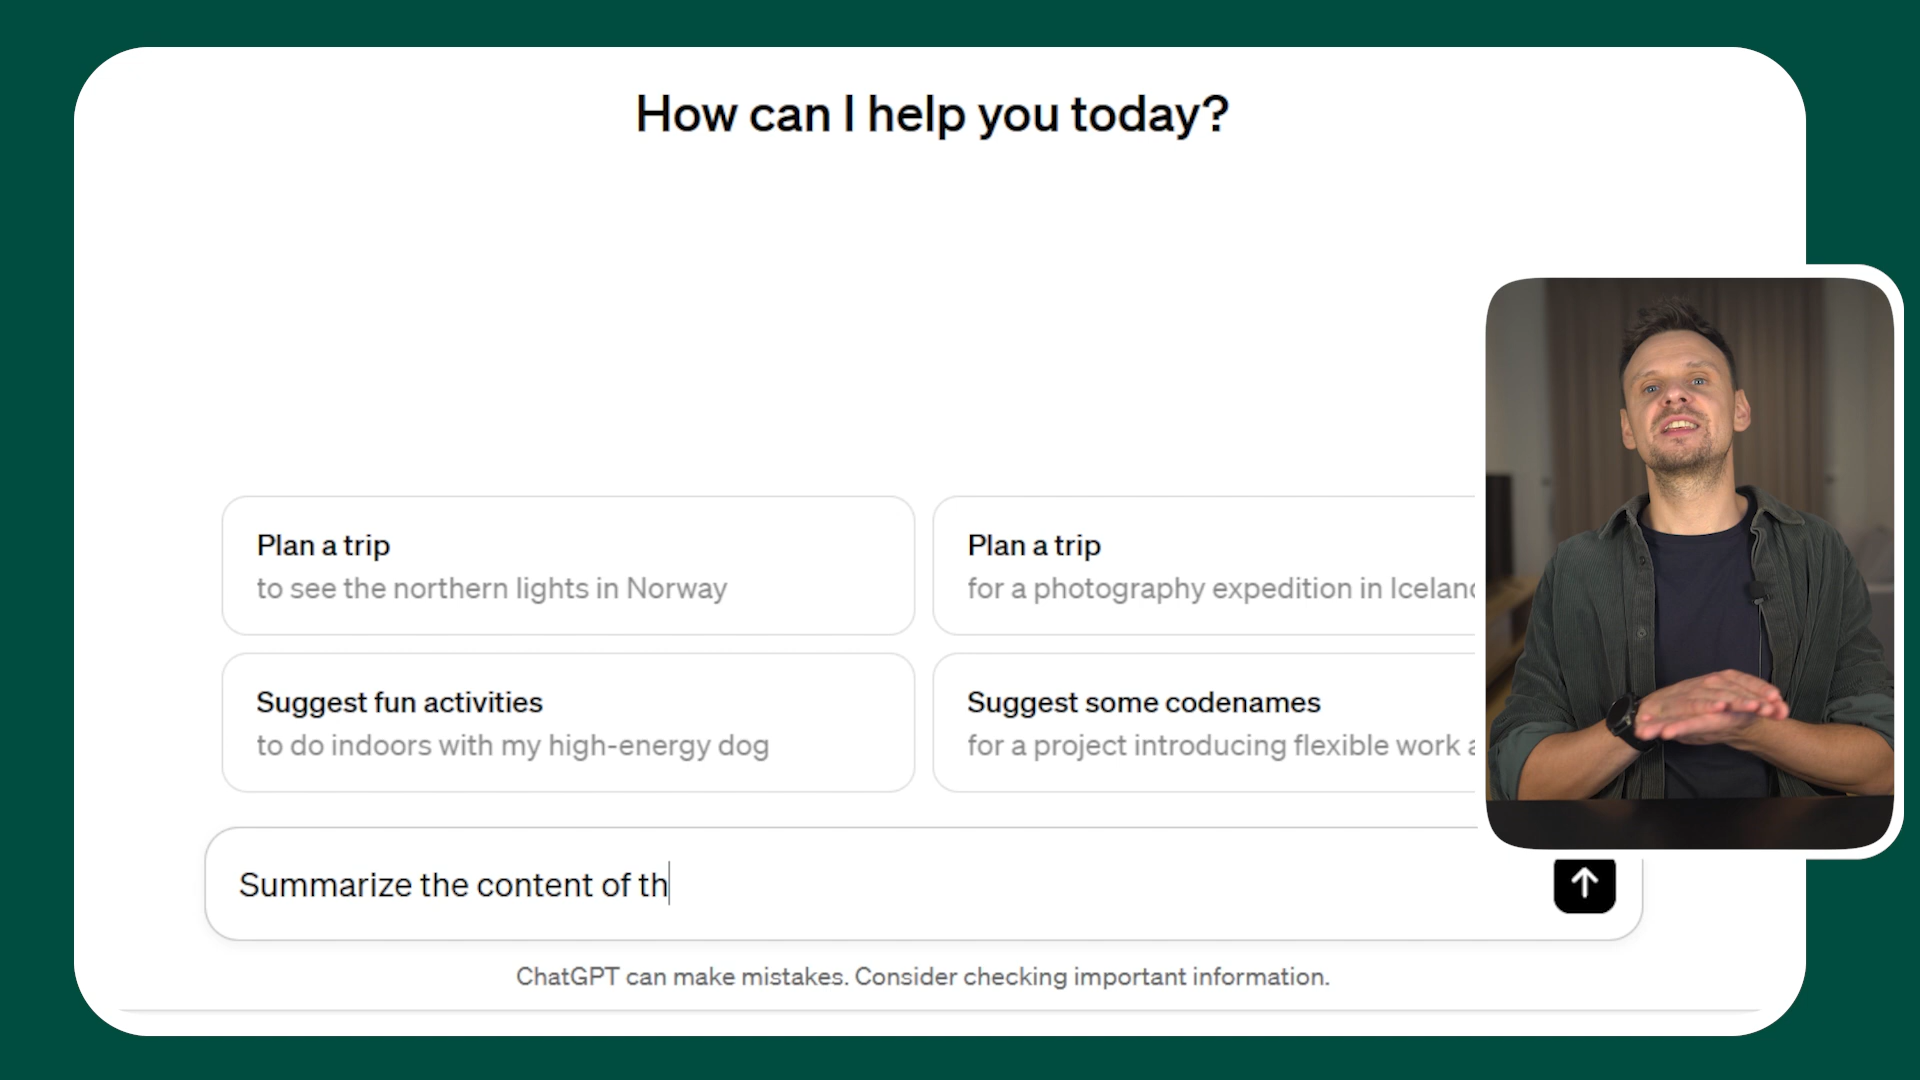 How can I help you today?
Plan a trip
to see the northern lights in Norway
Plan a trip
for a photography expedition in Icelan
Suggest fun activities
to do indoors with my high-energy dog
Suggest some codenames
for a project introducing flexible work
Summarize the content of th
ChatGPT can make mistakes. Consider checking important information.